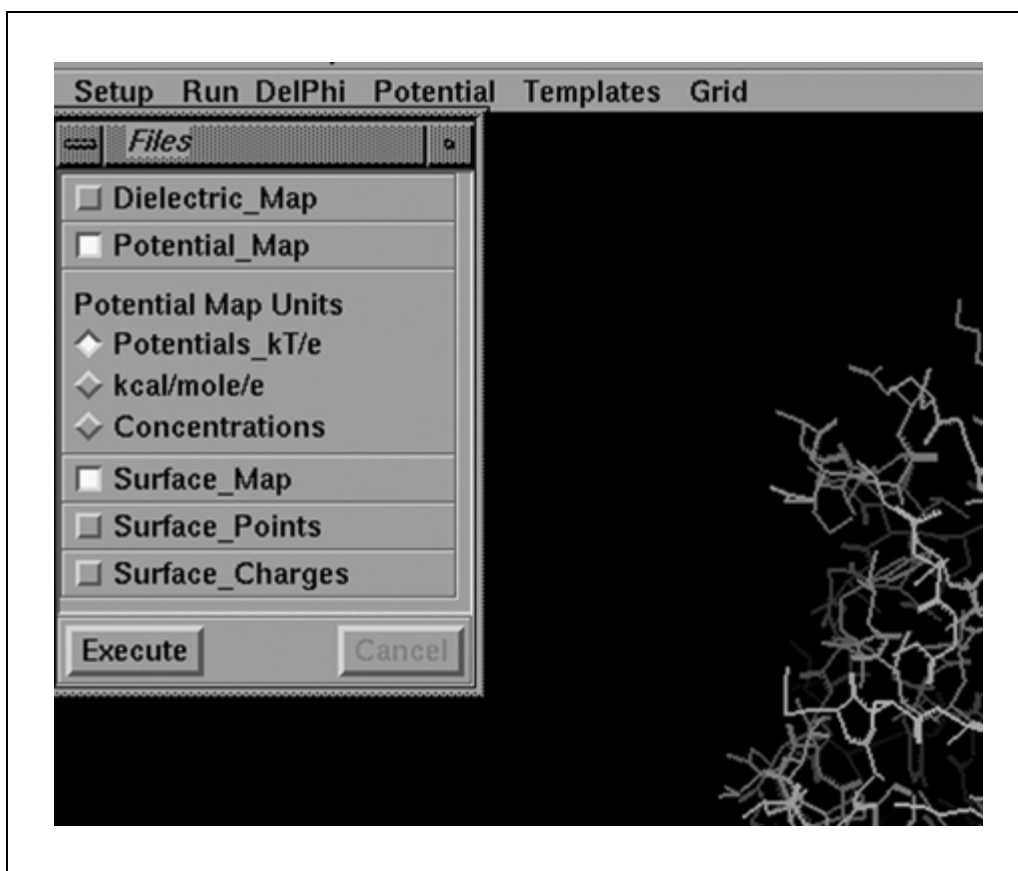 Setup Run DelPhi Potential Templates Grid
Files
Dielectric_Map
Potential_Map
Potential Map Units
Potentials_kT/e
kcal/mole/e
Concentrations
Surface_Map
Surface_Points
Surface_Charges
Execute Cancel